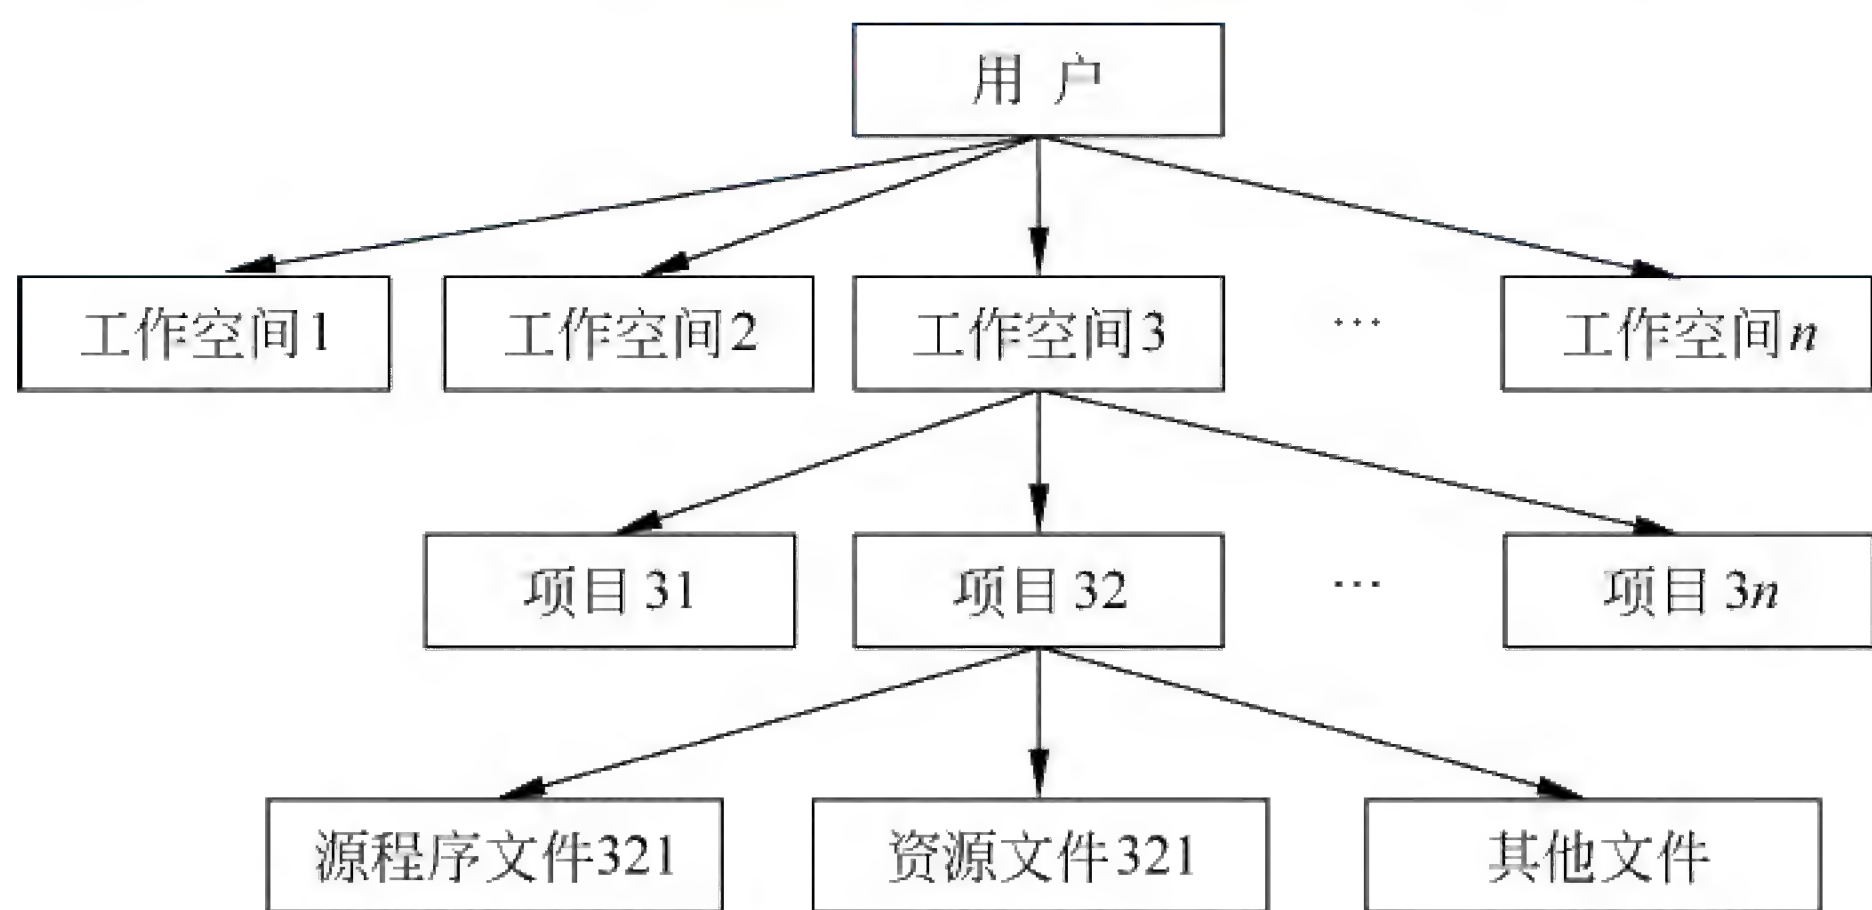 用 户
工作空间1 工作空间2 工作空间3 … 工作空间n
项目31 项目32 … 项目3n
源程序文件321 资源文件321 其他文件